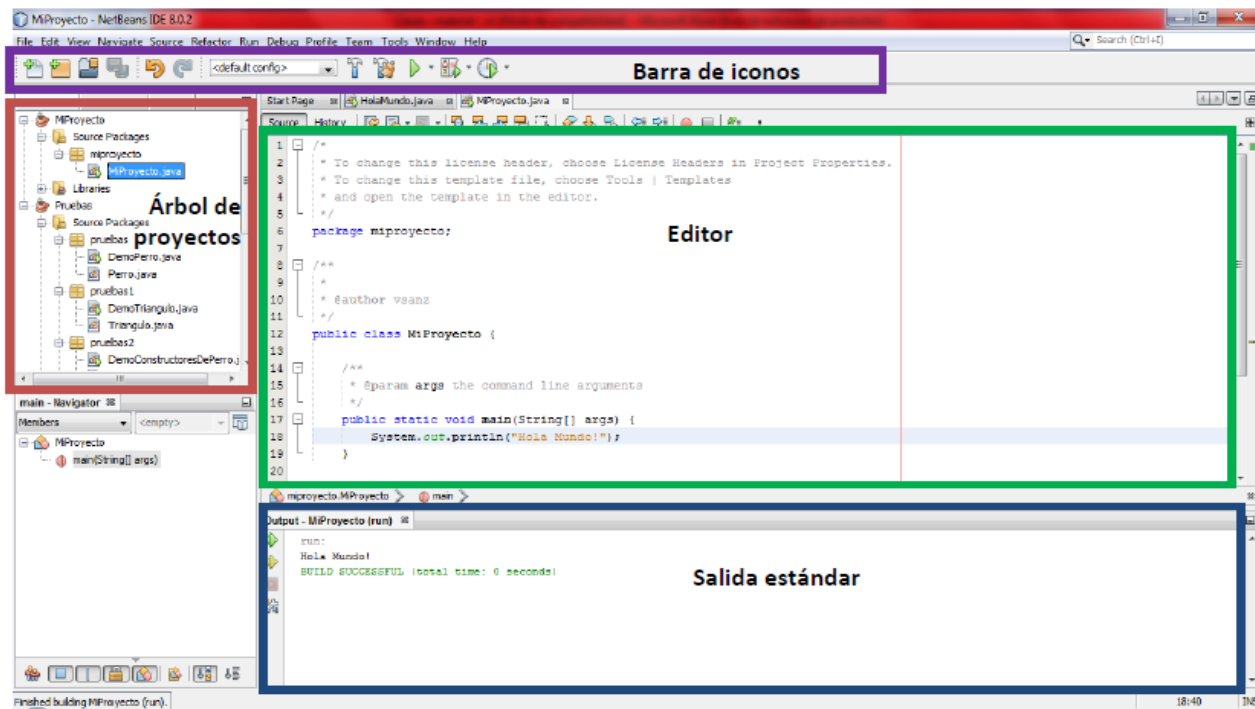 MiProyecto - NetBeans IDE 8.0.2
File Edit View Navigate Source Refactor Run Debug Profile Team Tools Window Help
Search (Ctrl+I)
<default config>
Barra de iconos
Start Page HolaMundo.java MiProyecto.java
Source History
MiProyecto
Source Packages
miproyecto
MiProyecto.java
Libraries
Pruebas
Source Packages
pruebas
DemoPerro.java
Perro.java
pruebas1
DemoTriangulo.java
Triangulo.java
pruebas2
DemoConstructoresDePerro.j
Árbol de
proyectos
main - Navigator
Members <empty>
MiProyecto
main(String[] args)
1 /*
2 * To change this license header, choose License Headers in Project Properties.
3 * To change this template file, choose Tools | Templates
4 * and open the template in the editor.
5 */
6 package miproyecto;
7
8 /**
9 *
10 * @author vsanz
11 */
12 public class MiProyecto {
13
14 /**
15 * @param args the command line arguments
16 */
17 public static void main(String[] args) {
18 System.out.println("Hola Mundo!");
19 }
20
Editor
miproyecto.MiProyecto main
Output - MiProyecto (run)
run:
Hola Mundo!
BUILD SUCCESSFUL (total time: 0 seconds)
Salida estándar
Finished building MiProyecto (run).
18:40 INS